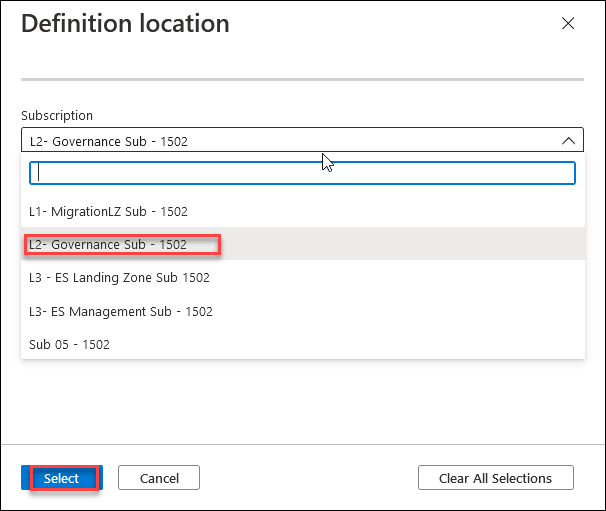 Definition location
Subscription
L2- Governance Sub - 1502
L1- MigrationLZ Sub - 1502
L2- Governance Sub - 1502
L3 - ES Landing Zone Sub 1502
L3- ES Management Sub - 1502
Sub 05 - 1502
Select
Cancel
Clear All Selections